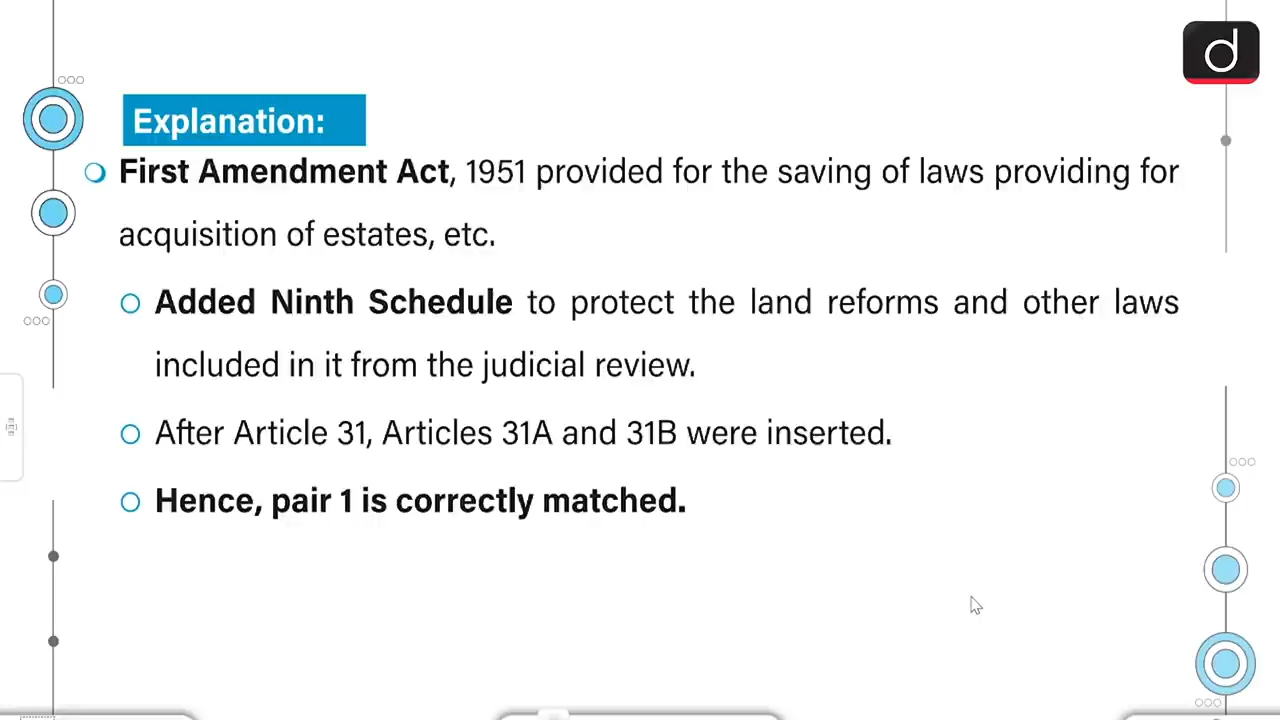 Explanation:
First Amendment Act, 1951 provided for the saving of laws providing for
acquisition of estates, etc.
Added Ninth Schedule to protect the land reforms and other laws
included in it from the judicial review.
After Article 31, Articles 31A and 31B were inserted.
Hence, pair 1 is correctly matched.
d